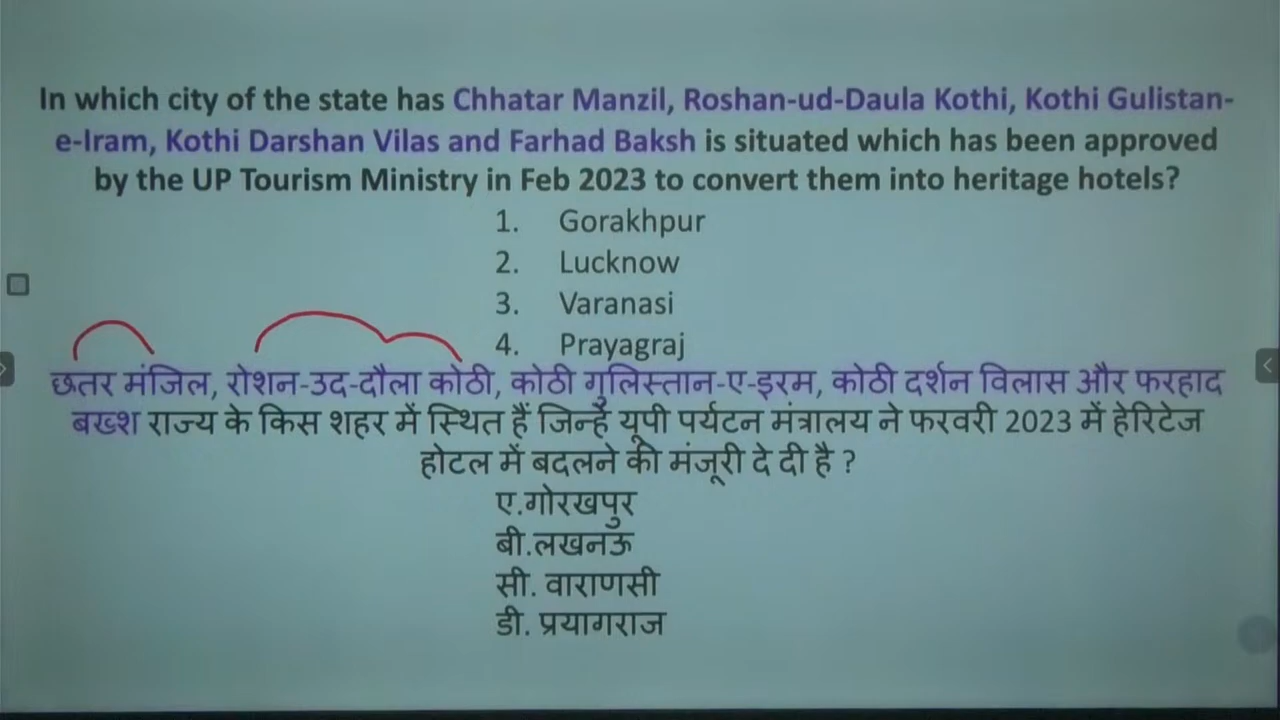 In which city of the state has Chhatar Manzil, Roshan-ud-Daula Kothi, Kothi Gulistan-
e-Iram, Kothi Darshan Vilas and Farhad Baksh is situated which has been approved
by the UP Tourism Ministry in Feb 2023 to convert them into heritage hotels?
1. Gorakhpur
2. Lucknow
3. Varanasi
4. Prayagraj
छतर मंजिल, रोशन-उद-दौला कोठी, कोठी गुलिस्तान-ए-इरम, कोठी दर्शन विलास और फरहाद
बख्श राज्य के किस शहर में स्थित हैं जिन्हें यूपी पर्यटन मंत्रालय ने फरवरी 2023 में हेरिटेज
होटल में बदलने की मंजूरी दे दी है ?
ए.गोरखपुर
बी.लखनऊ
सी. वाराणसी
डी. प्रयागराज